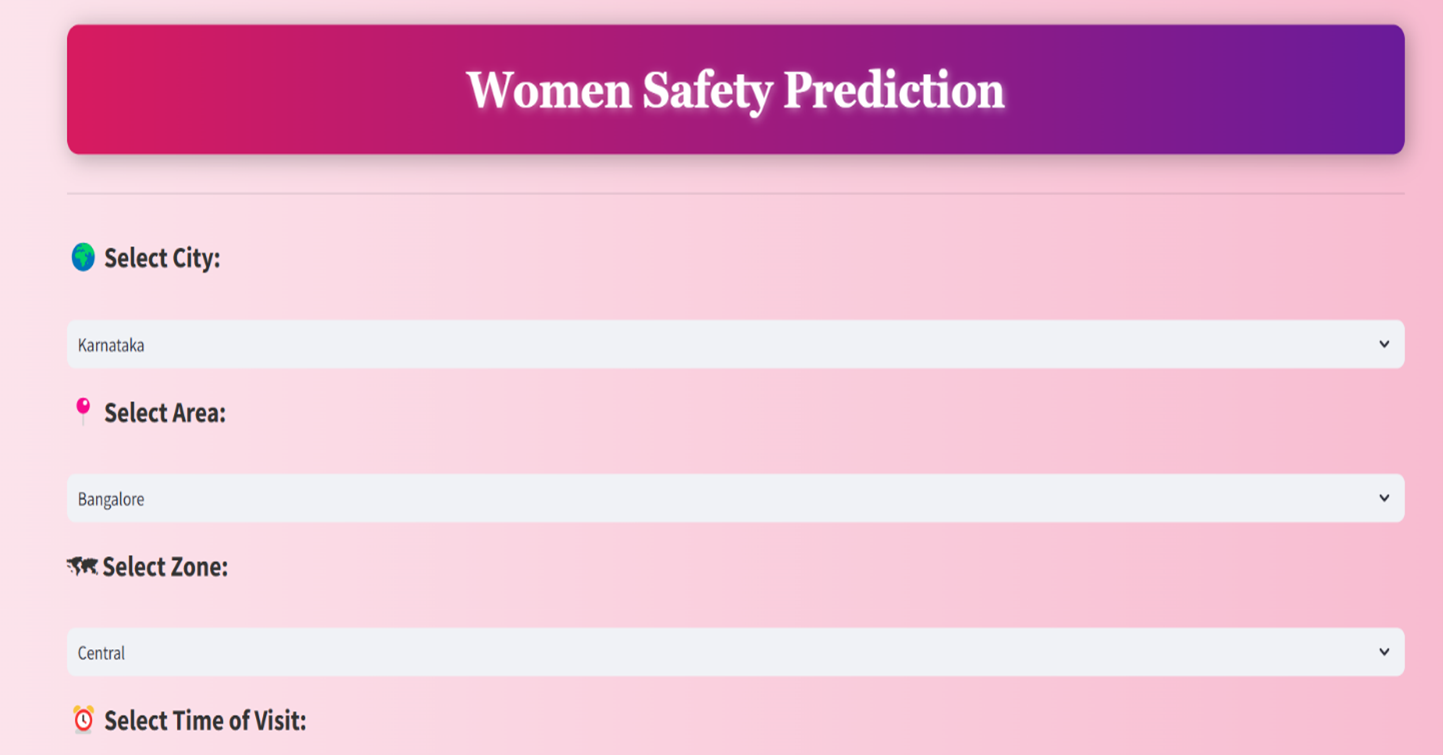 Women Safety Prediction
🌍 Select City:
Karnataka
📍 Select Area:
Bangalore
🗺 Select Zone:
Central
⏰ Select Time of Visit: